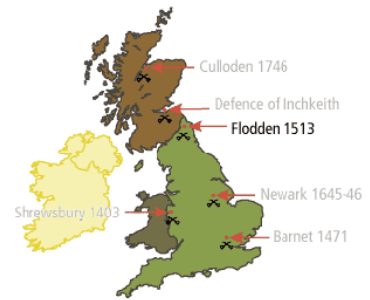 Culloden 1746
Defence of Inchkeith
Flodden 1513
Newark 1645-46
Shrewsbury 1403
Barnet 1471